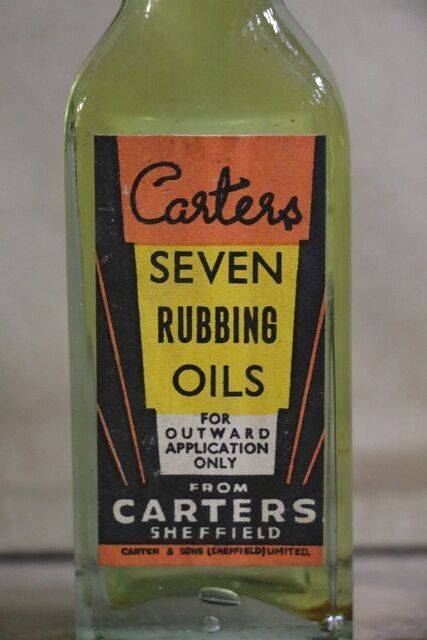 Carters
SEVEN
RUBBING
OILS
FOR
OUTWARD
APPLICATION
ONLY
FROM
CARTERS
SHEFFIELD
CARTER & SONS (SHEFFIELD) LIMITED.